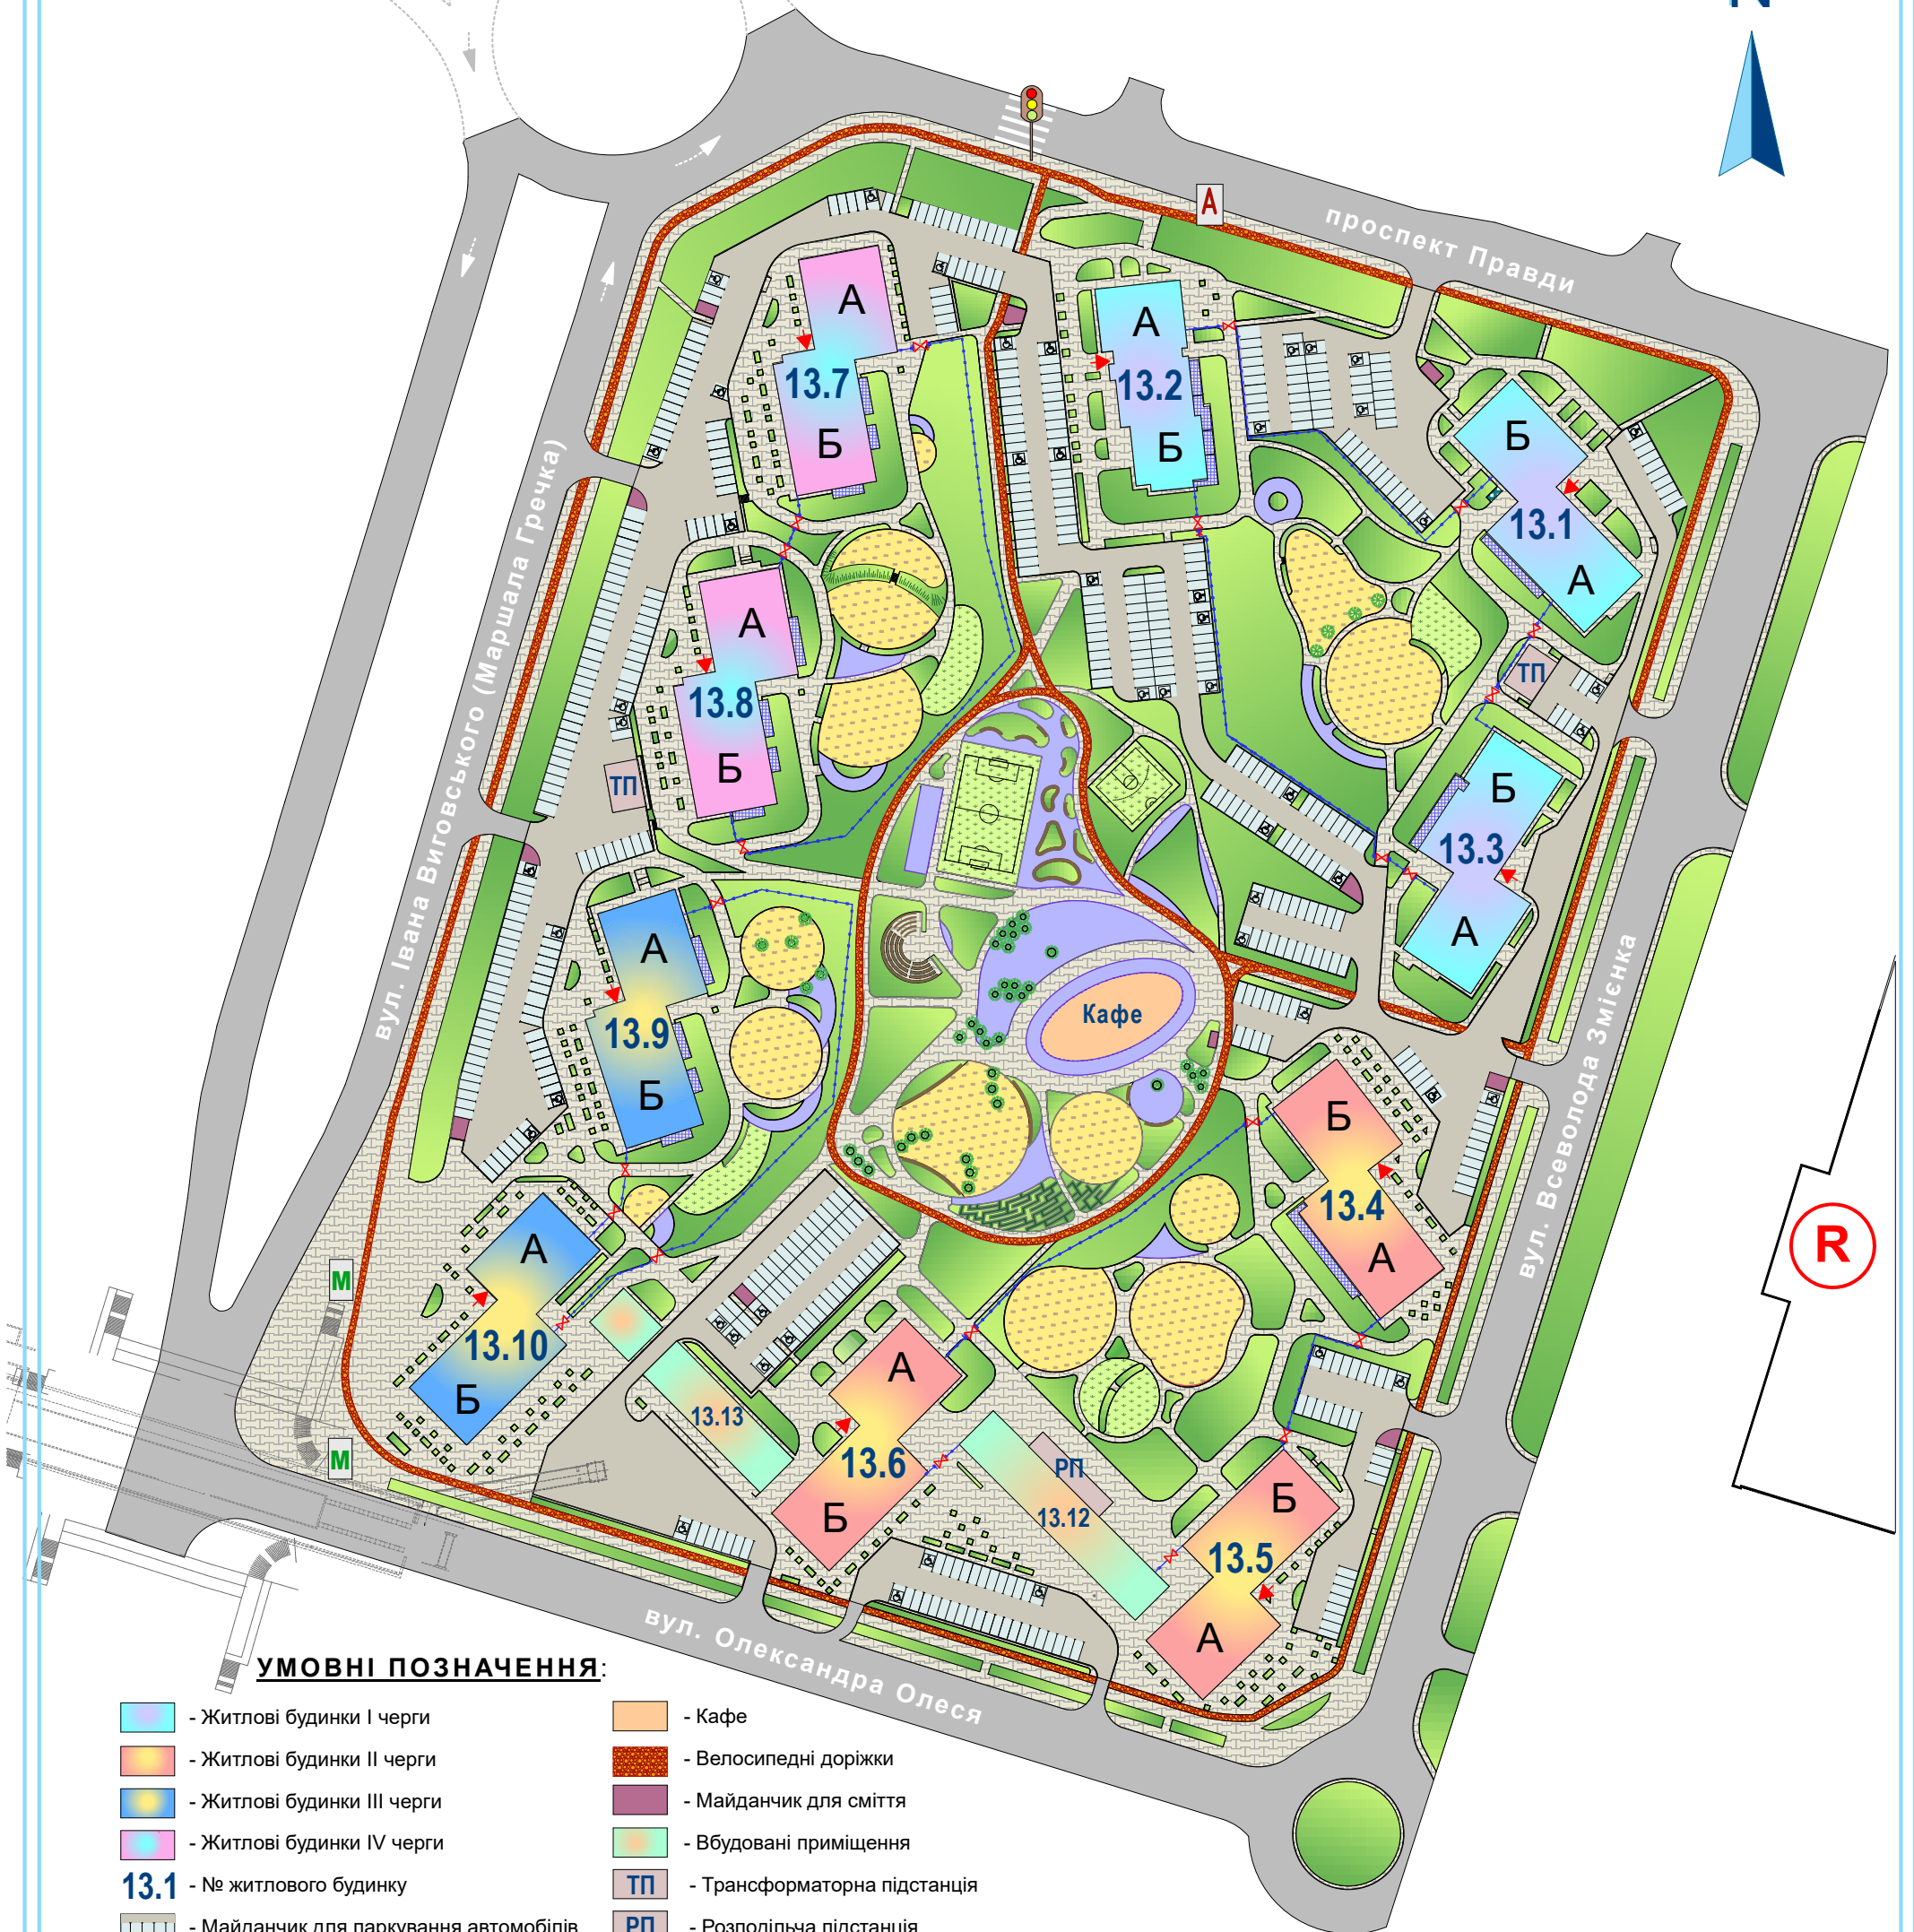 N
А
проспект Правди
вул. Івана Виговського (Маршала Гречка)
вул. Всеволода Змієнка
вул. Олександра Олеся
А
13.7
Б
А
13.2
Б
Б
13.1
А
ТП
А
13.8
Б
ТП
Б
13.3
А
А
13.9
Б
Кафе
Б
13.4
А
R
А
13.10
Б
М
М
13.13
А
13.6
Б
РП
13.12
Б
13.5
А
УМОВНІ ПОЗНАЧЕННЯ:
- Житлові будинки І черги
- Житлові будинки ІІ черги
- Житлові будинки ІІІ черги
- Житлові будинки IV черги
13.1 - № житлового будинку
- Майданчик для паркування автомобілів
- Кафе
- Велосипедні доріжки
- Майданчик для сміття
- Вбудовані приміщення
ТП - Трансформаторна підстанція
РП - Розподільча підстанція